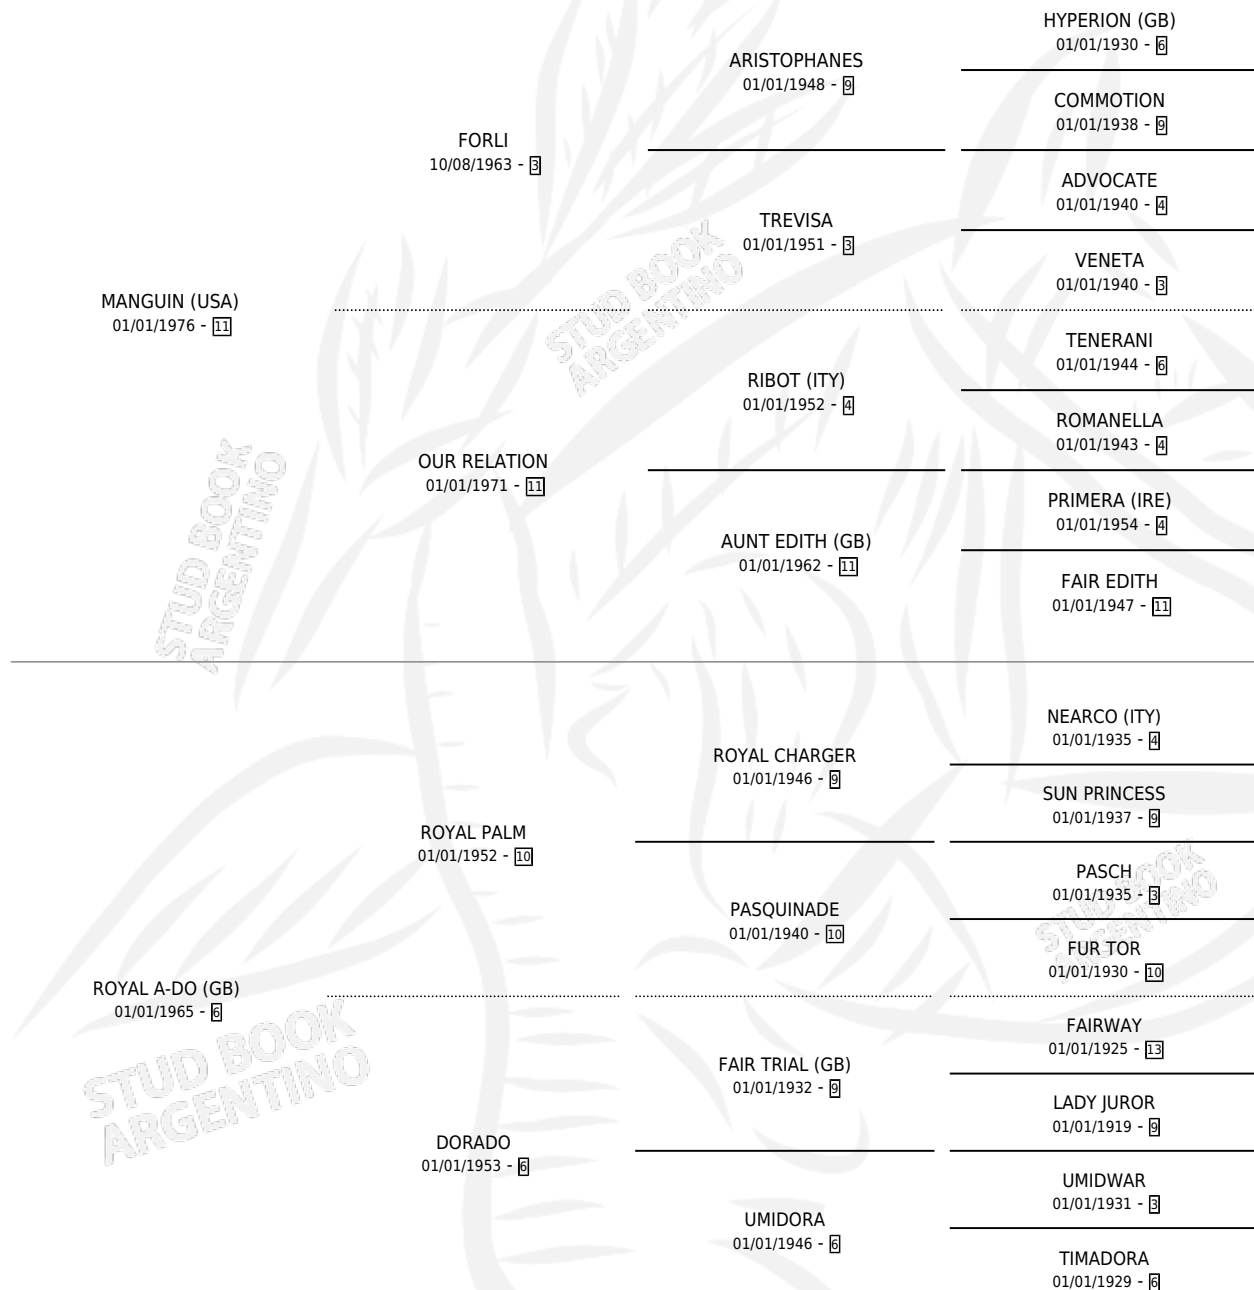 HYPERION (GB)
01/01/1930 - 6
ARISTOPHANES
01/01/1948 - 9
COMMOTION
01/01/1938 - 9
FORLI
10/08/1963 - 3
ADVOCATE
01/01/1940 - 4
TREVISA
01/01/1951 - 3
VENETA
01/01/1940 - 3
MANGUIN (USA)
01/01/1976 - 11
TENERANI
01/01/1944 - 6
RIBOT (ITY)
01/01/1952 - 4
ROMANELLA
01/01/1943 - 4
OUR RELATION
01/01/1971 - 11
PRIMERA (IRE)
01/01/1954 - 4
AUNT EDITH (GB)
01/01/1962 - 11
FAIR EDITH
01/01/1947 - 11
NEARCO (ITY)
01/01/1935 - 4
ROYAL CHARGER
01/01/1946 - 9
SUN PRINCESS
01/01/1937 - 9
ROYAL PALM
01/01/1952 - 10
PASCH
01/01/1935 - 3
PASQUINADE
01/01/1940 - 10
FUR TOR
01/01/1930 - 10
ROYAL A-DO (GB)
01/01/1965 - 6
FAIRWAY
01/01/1925 - 13
FAIR TRIAL (GB)
01/01/1932 - 9
LADY JUROR
01/01/1919 - 9
DORADO
01/01/1953 - 6
UMIDWAR
01/01/1931 - 3
UMIDORA
01/01/1946 - 6
TIMADORA
01/01/1929 - 6
STUD BOOK
ARGENTINO
STUD BOOK
ARGENTINO
STUD BOOK
ARGENTINO
STUD BOOK
ARGENTINO